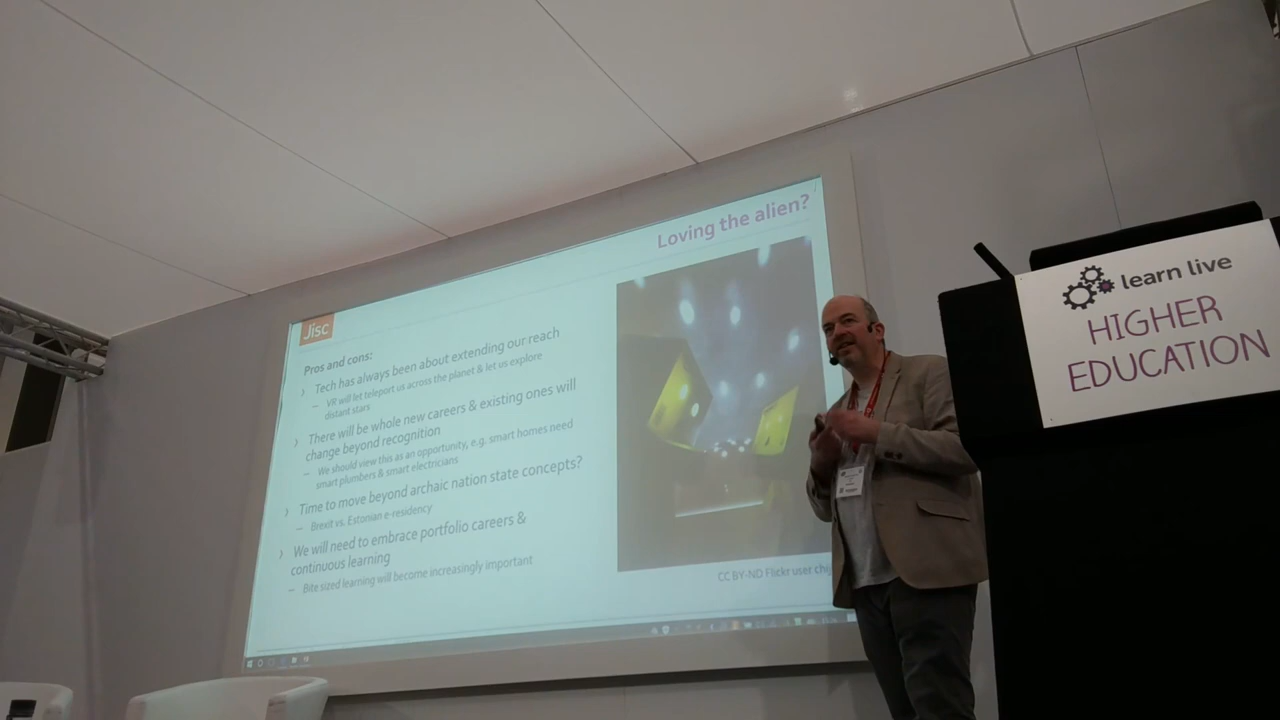 Loving the alien?
Jisc
Pros and cons:
› Tech has always been about extending our reach
– VR will let teleport us across the planet & let us explore
distant stars
› There will be whole new careers & existing ones will
change beyond recognition
– We should view this as an opportunity, e.g. smart homes need
smart plumbers & smart electricians
› Time to move beyond archaic nation state concepts?
– Brexit vs. Estonian e-residency
› We will need to embrace portfolio careers &
continuous learning
– Bite sized learning will become increasingly important
CC BY-ND Flickr user
learn live
HIGHER
EDUCATION